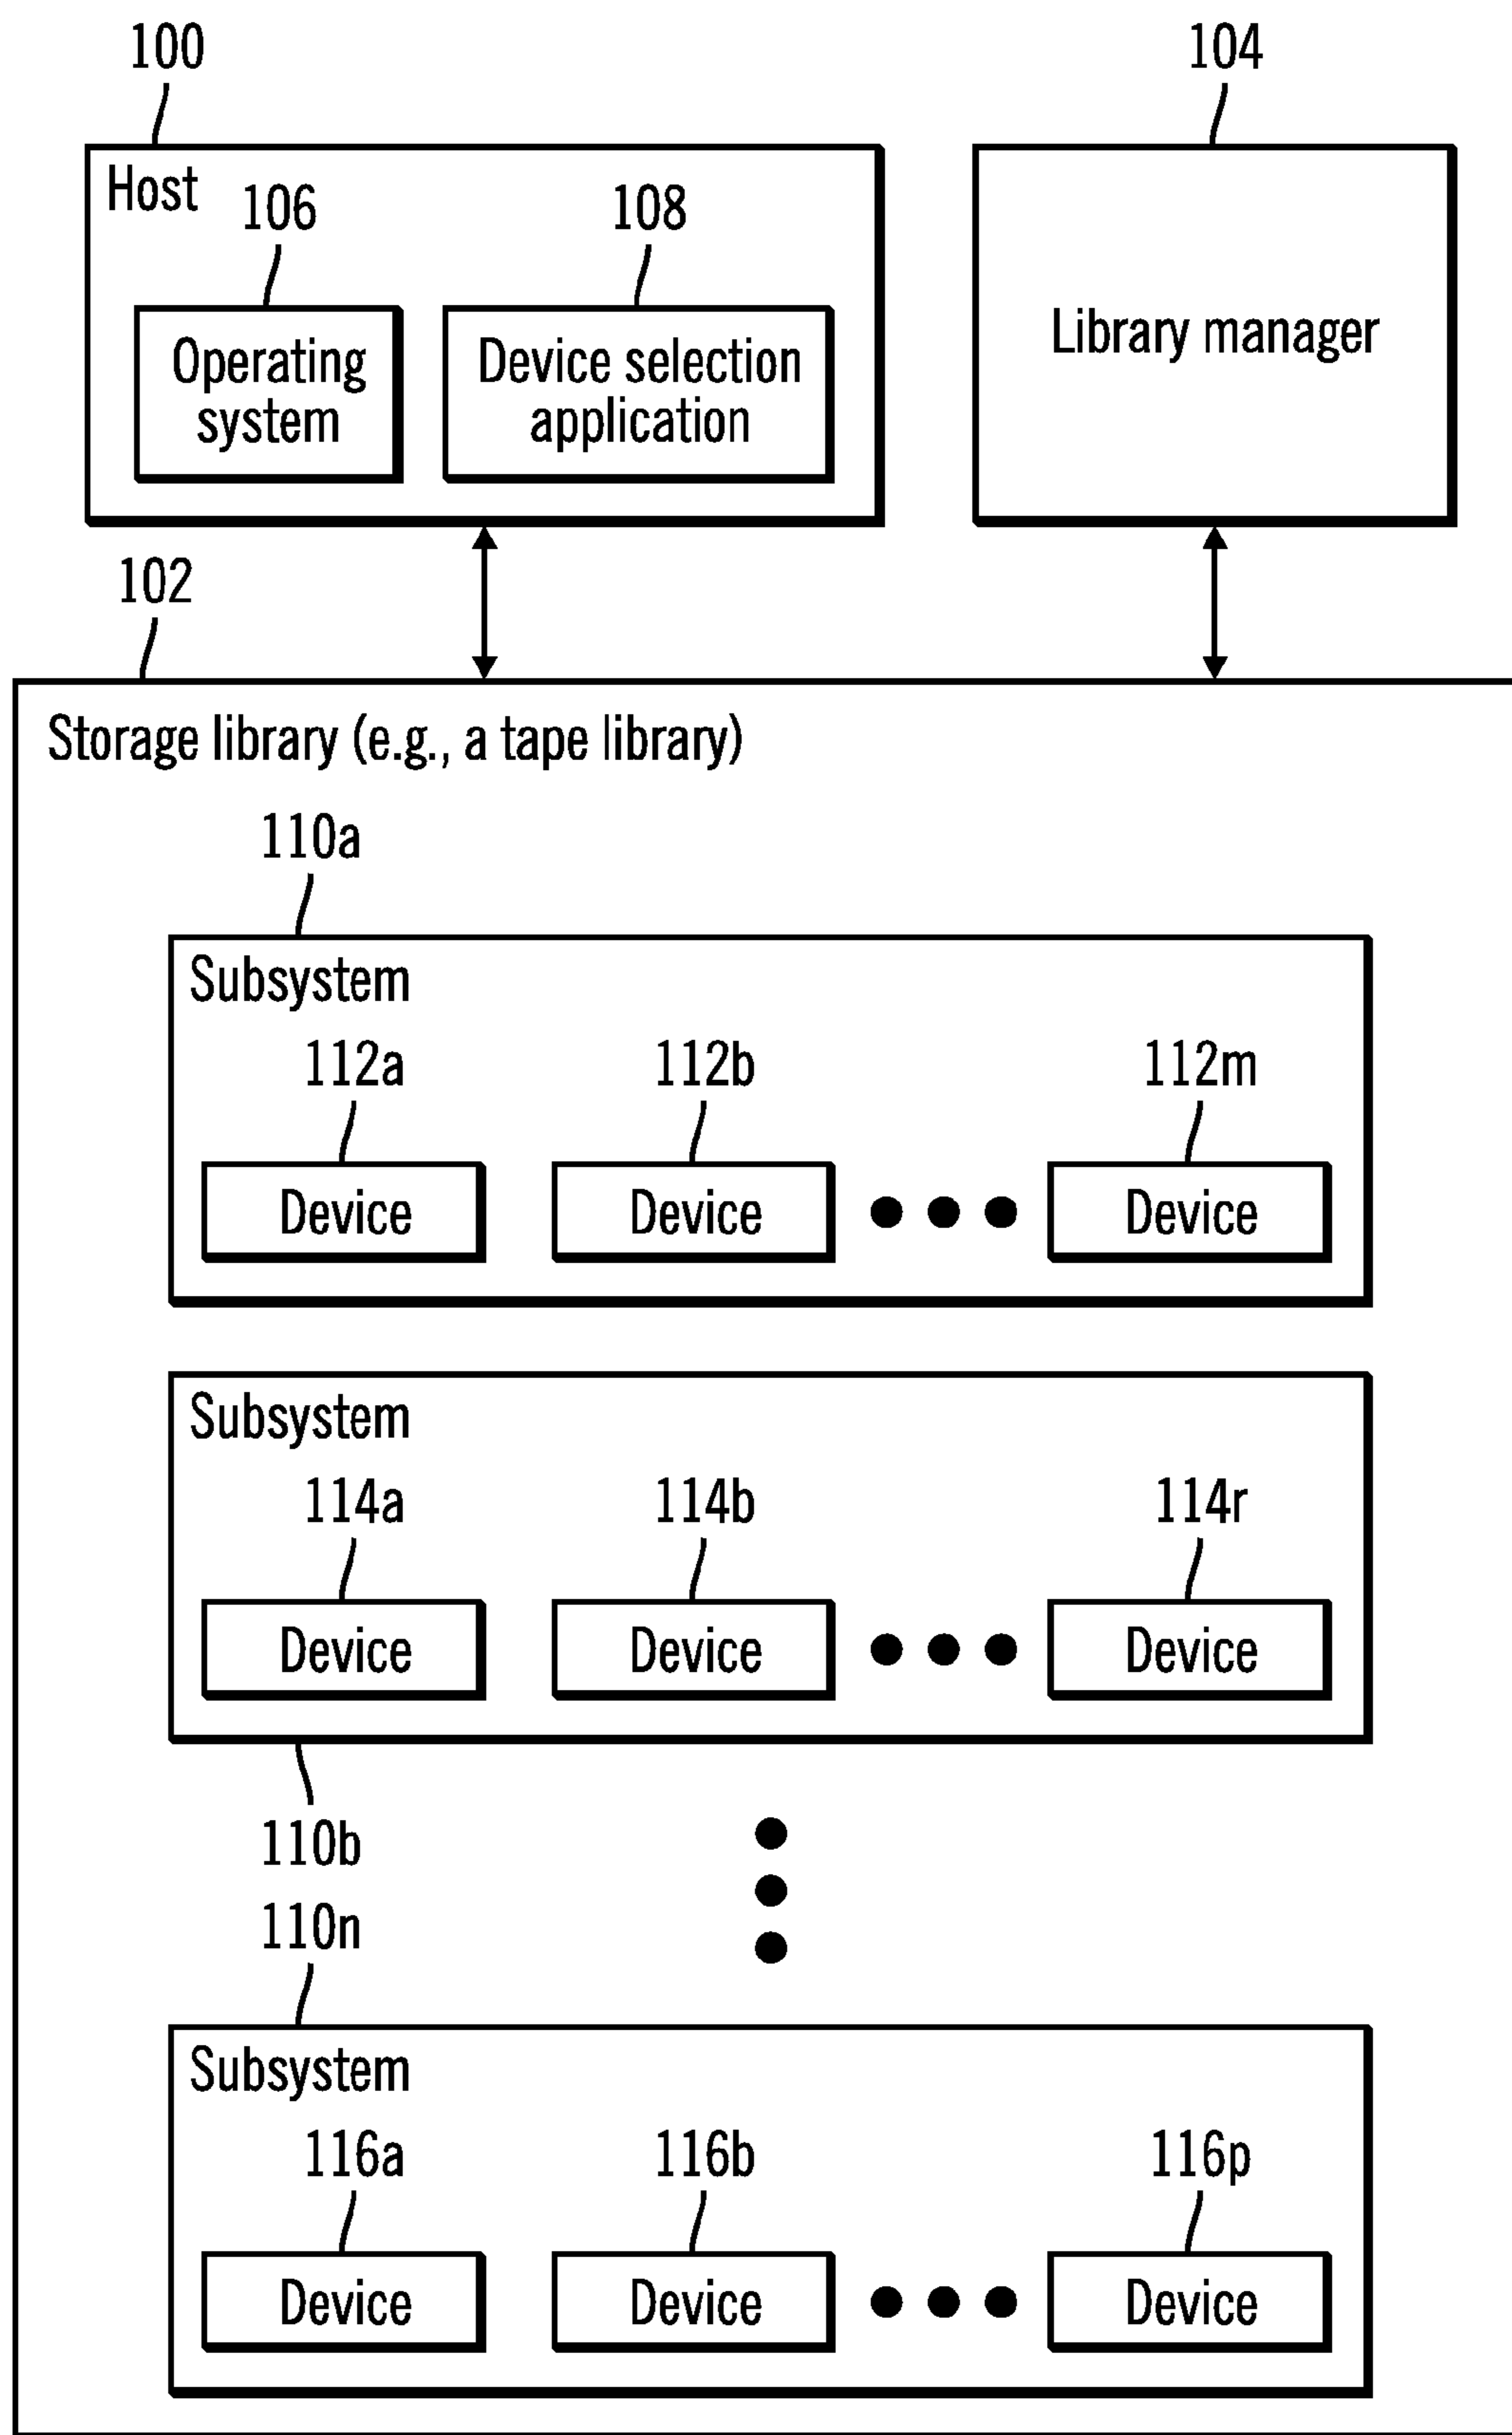 100
104
Host
106
108
Operating
system
Device selection
application
Library manager
102
Storage library (e.g., a tape library)
110a
Subsystem
112a
112b
112m
Device
Device
Device
Subsystem
114a
114b
114r
Device
Device
Device
110b
110n
Subsystem
116a
116b
116p
Device
Device
Device